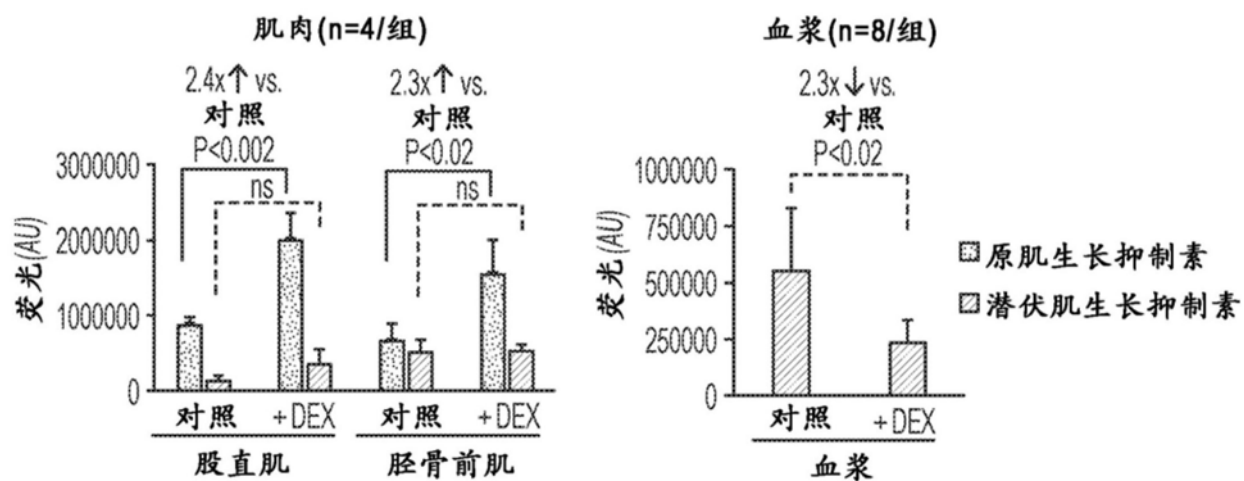 肌肉(n=4/组)
2.4x↑ vs.
对照
P<0.002
ns
2.3x↑ vs.
对照
P<0.02
ns
荧光(AU)
3000000
2000000
1000000
0
对照
+DEX
对照
+DEX
股直肌
胫骨前肌
血浆(n=8/组)
2.3x↓ vs.
对照
P<0.02
荧光(AU)
1000000
750000
500000
250000
0
对照
+DEX
血浆
原肌生长抑制素
潜伏肌生长抑制素